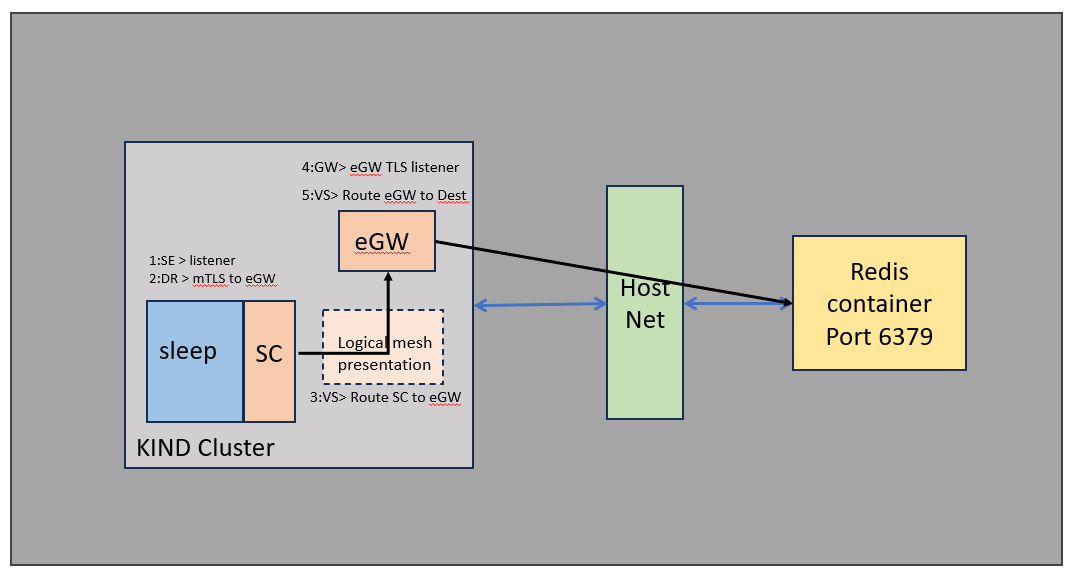 4:GW> eGW TLS listener
5:VS> Route eGW to Dest
eGW
1:SE > listener
2:DR > mTLS to eGW
sleep
SC
Logical mesh
presentation
3:VS> Route SC to eGW
KIND Cluster
Host
Net
Redis
container
Port 6379